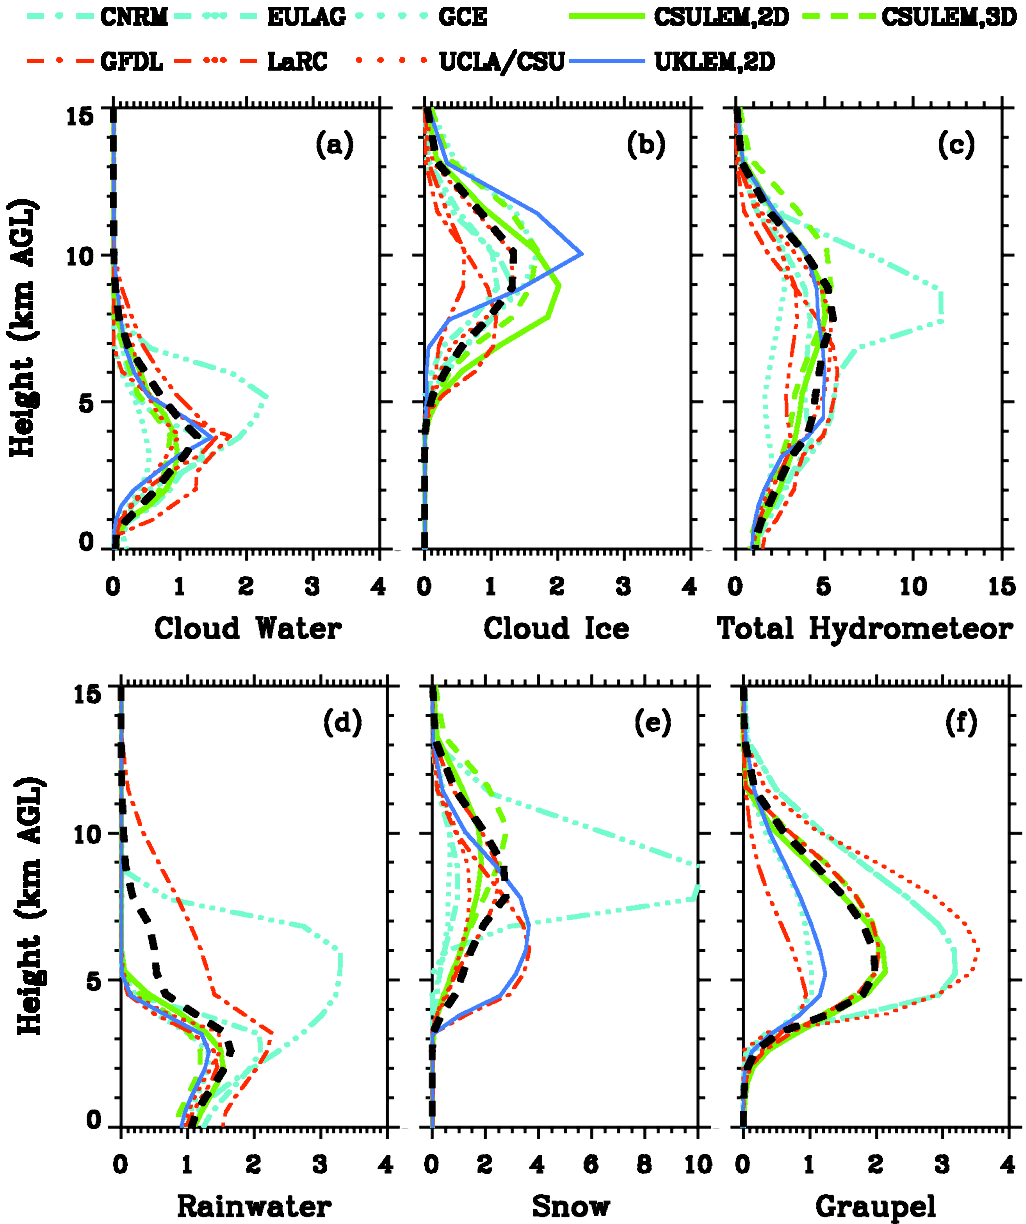 CNRM EULAG GCE CSULEM,2D CSULEM,3D
GFDL LaRC UCLA/CSU UKLEM,2D
15 (a) (b) (c)
10
5
0
Height (km AGL)
0 1 2 3 4 0 1 2 3 4 0 5 10 15
Cloud Water Cloud Ice Total Hydrometeor
15 (d) (e) (f)
10
5
0
Height (km AGL)
0 1 2 3 4 0 2 4 6 8 10 0 1 2 3 4
Rainwater Snow Graupel